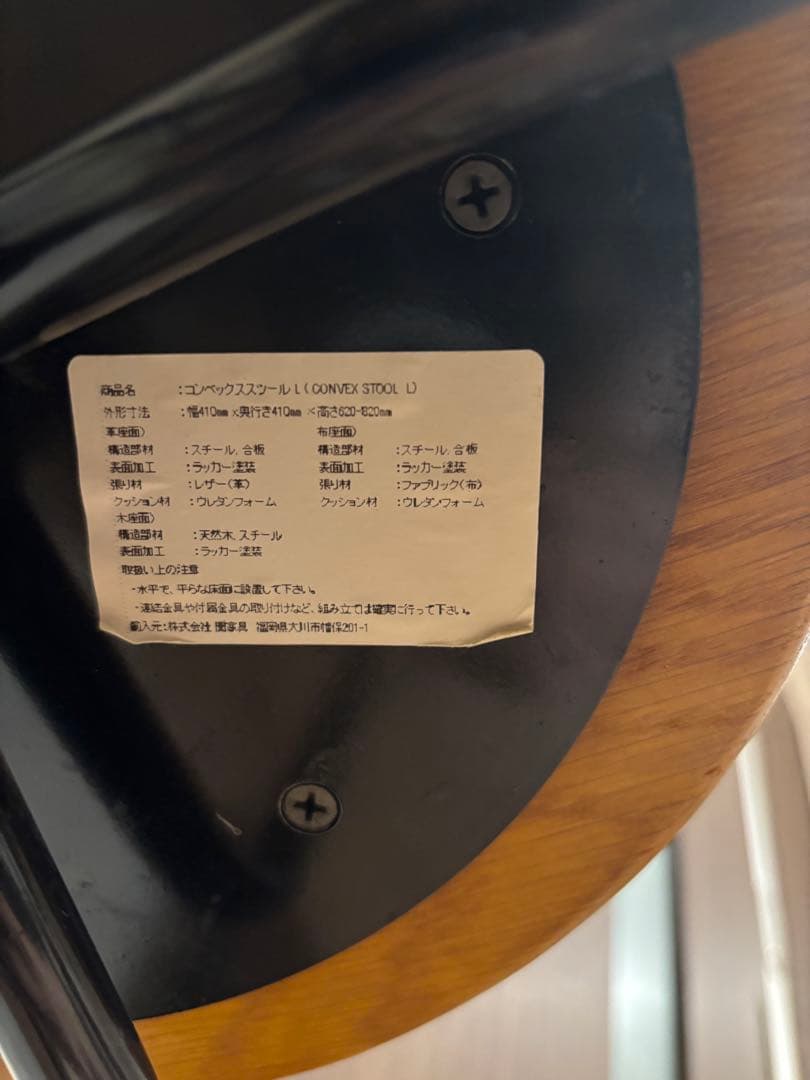 商品名 :コンベックススツール L( CONVEX STOOL L)
外形寸法 :幅410mm ×奥行き410mm ×高さ620-820mm
革座面) 布座面)
構造部材 :スチール, 合板 構造部材 :スチール, 合板
表面加工 :ラッカー塗装 表面加工 :ラッカー塗装
張り材 :レザー(革) 張り材 :ファブリック(布)
クッション材 :ウレタンフォーム クッション材 :ウレタンフォーム
木座面)
構造部材 :天然木, スチール
表面加工 :ラッカー塗装
取扱い上の注意
-水平で、平らな床面に設置して下さい。
-連結金具や付属金具の取り付けなど、組み立ては確実に行って下さい。
輸入元:株式会社 関家具 福岡県大川市幡保201-1